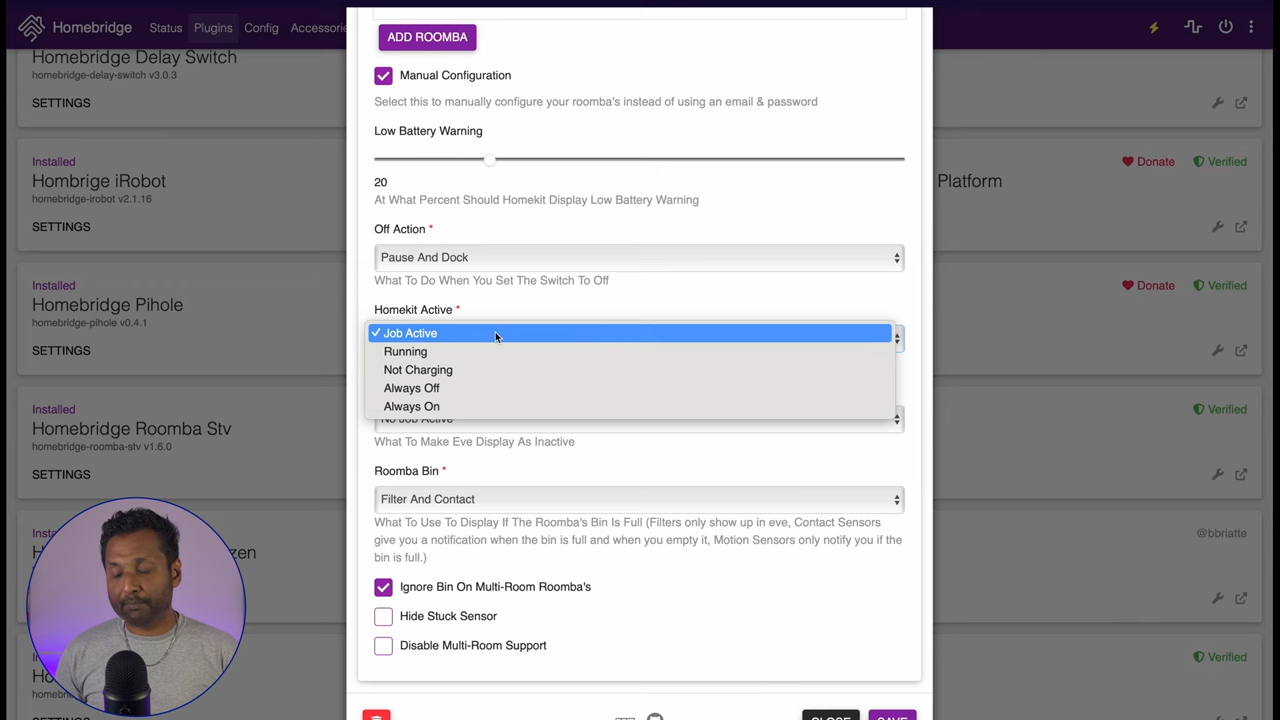 Homebridge
Status
Plugins
Config
Accessorie
Homebridge Delay Switch
homebridge-delay-switch v3.0.3
SETTINGS
Installed
Hombrige iRobot
homebridge-irobot v2.1.16
SETTINGS
Installed
Homebridge Pihole
homebridge-pihole v0.4.1
SETTINGS
Installed
Homebridge Roomba Stv
homebridge-roomba-stv v1.6.0
SETTINGS
ADD ROOMBA
Manual Configuration
Select this to manually configure your roomba's instead of using an email & password
Low Battery Warning
20
At What Percent Should Homekit Display Low Battery Warning
Off Action *
Pause And Dock
What To Do When You Set The Switch To Off
Homekit Active *
Job Active
Running
Not Charging
Always Off
Always On
No Job Active
What To Make Eve Display As Inactive
Roomba Bin *
Filter And Contact
What To Use To Display If The Roomba's Bin Is Full (Filters only show up in eve, Contact Sensors
give you a notification when the bin is full and when you empty it, Motion Sensors only notify you if the
bin is full.)
Ignore Bin On Multi-Room Roomba's
Hide Stuck Sensor
Disable Multi-Room Support
CLOSE
SAVE
Donate
Verified
Platform
Donate
Verified
Verified
@bbriatte
zen
Verified